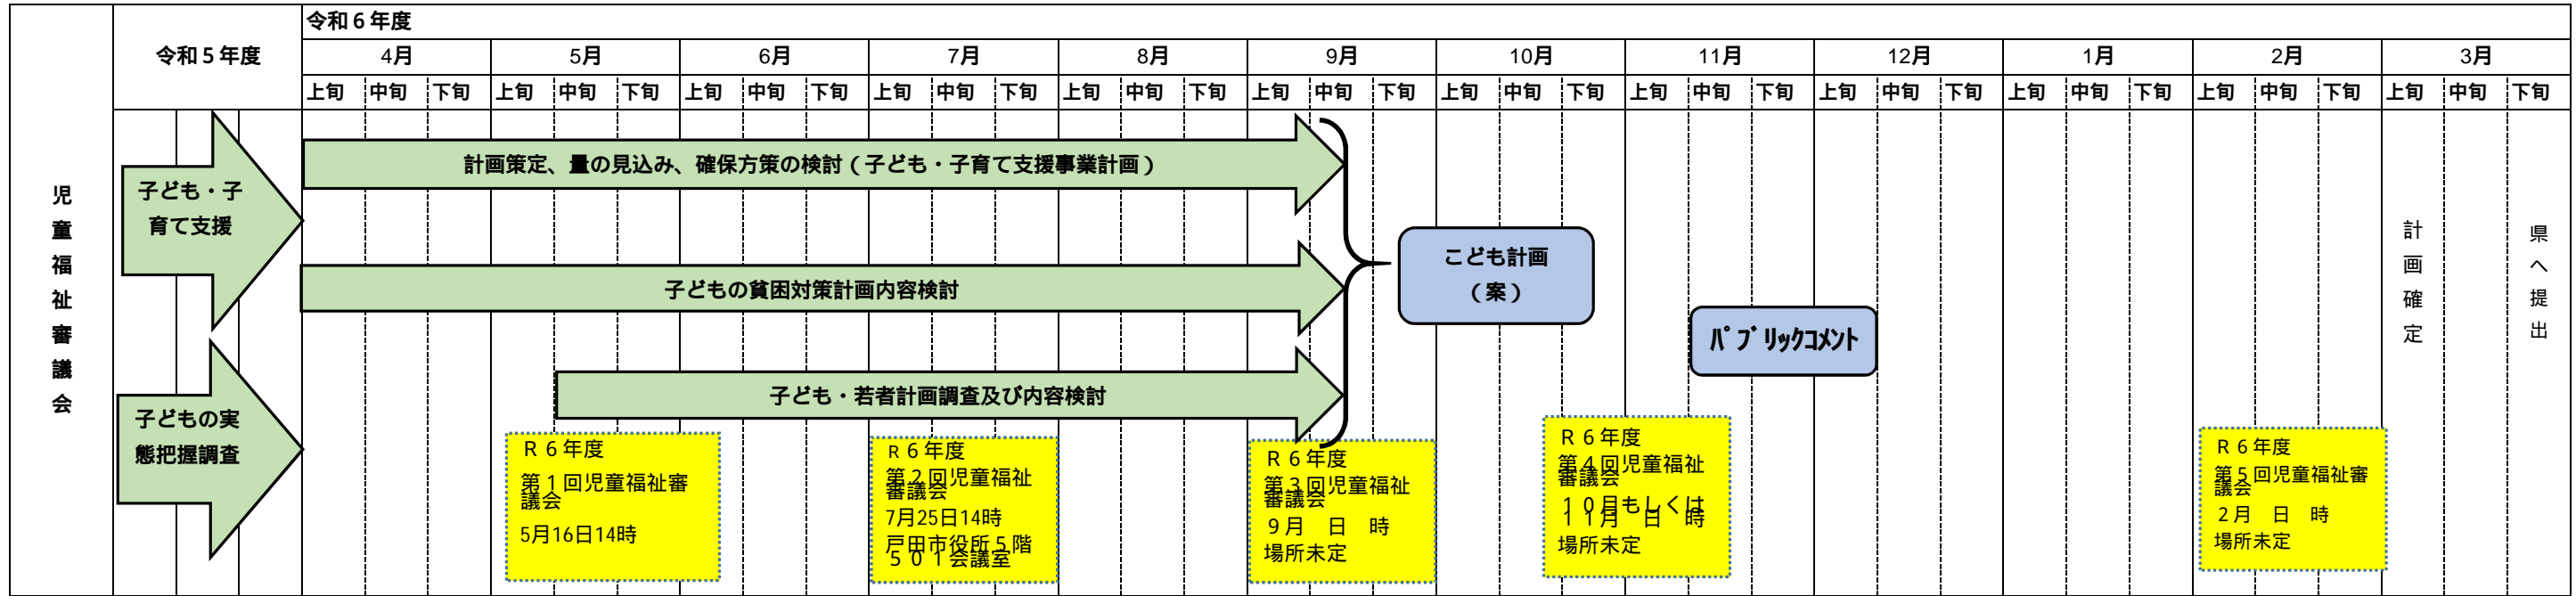 令和６年度
令和５年度
4月 5月 6月 7月 8月 9月 10月 11月 12月 1月 2月 3月
上旬 中旬 下旬 上旬 中旬 下旬 上旬 中旬 下旬 上旬 中旬 下旬 上旬 中旬 下旬 上旬 中旬 下旬 上旬 中旬 下旬 上旬 中旬 下旬 上旬 中旬 下旬 上旬 中旬 下旬 上旬 中旬 下旬 上旬 中旬 下旬
児童福祉審議会
子ども・子
育て支援
子どもの実
態把握調査
計画策定、量の見込み、確保方策の検討（子ども・子育て支援事業計画）
子どもの貧困対策計画内容検討
子ども・若者計画調査及び内容検討
こども計画
（案）
ﾊﾟﾌﾞﾘｯｸｺﾒﾝﾄ
計画確定
県へ提出
Ｒ６年度
第１回児童福祉審
議会
5月16日14時
Ｒ６年度
第２回児童福祉
審議会
7月25日14時
戸田市役所５階
５０１会議室
Ｒ６年度
第３回児童福祉
審議会
９月　日　時
場所未定
Ｒ６年度
第４回児童福祉
審議会
１０月もしくは
１１月　日　時
場所未定
Ｒ６年度
第５回児童福祉審
議会
２月　日　時
場所未定